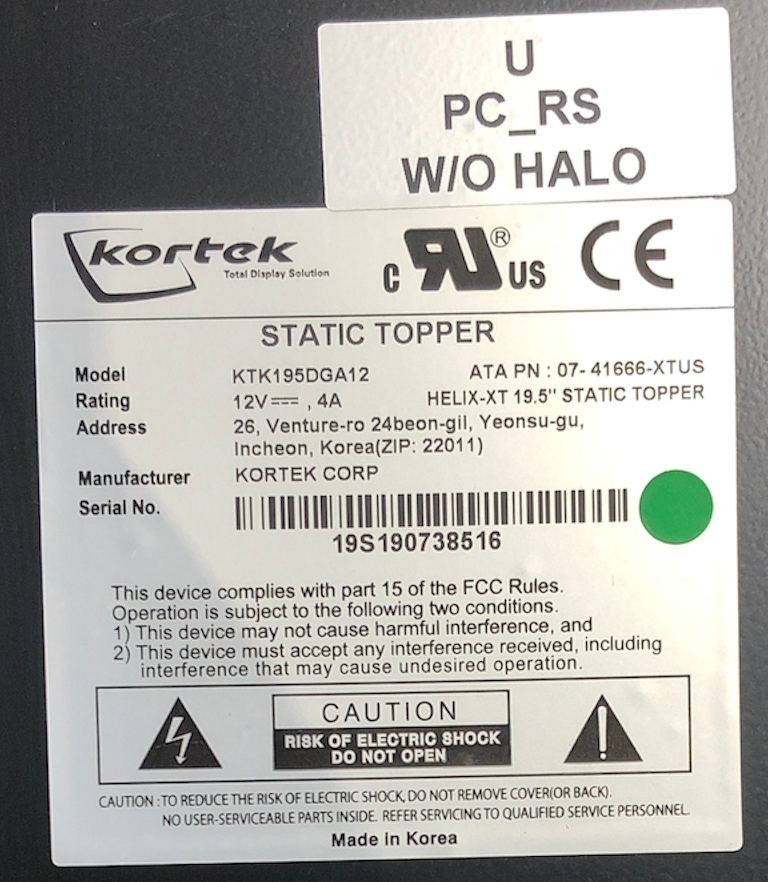 U
PC_RS
W/O HALO
kortek
Total Display Solution
C RU ® US CE
STATIC TOPPER
Model KTK195DGA12 ATA PN : 07- 41666-XTUS
Rating 12V⎓ , 4A HELIX-XT 19.5" STATIC TOPPER
Address 26, Venture-ro 24beon-gil, Yeonsu-gu,
Incheon, Korea(ZIP: 22011)
Manufacturer KORTEK CORP
Serial No.
19S190738516
This device complies with part 15 of the FCC Rules.
Operation is subject to the following two conditions.
1) This device may not cause harmful interference, and
2) This device must accept any interference received, including
interference that may cause undesired operation.
CAUTION
RISK OF ELECTRIC SHOCK
DO NOT OPEN
CAUTION : TO REDUCE THE RISK OF ELECTRIC SHOCK, DO NOT REMOVE COVER(OR BACK).
NO USER-SERVICEABLE PARTS INSIDE. REFER SERVICING TO QUALIFIED SERVICE PERSONNEL.
Made in Korea